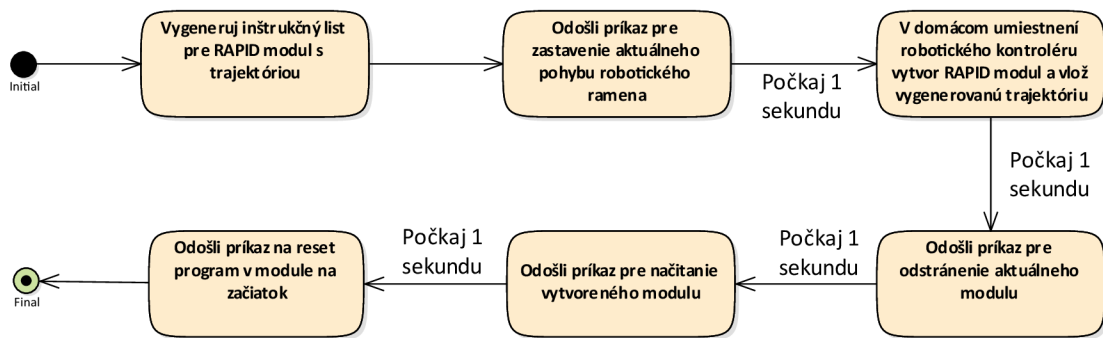 Initial
Vygeneruj inštrukčný list
pre RAPID modul s
trajektóriou
Odošli príkaz pre
zastavenie aktuálneho
pohybu robotického
ramena
Počkaj 1
sekundu
V domácom umiestnení
robotického kontroléru
vytvor RAPID modul a vlož
vygenerovanú trajektóriu
Počkaj 1
sekundu
Odošli príkaz pre
odstránenie aktuálneho
modulu
Počkaj 1
sekundu
Odošli príkaz pre načitanie
vytvoreného modulu
Počkaj 1
sekundu
Odošli príkaz na reset
program v module na
začiatok
Final